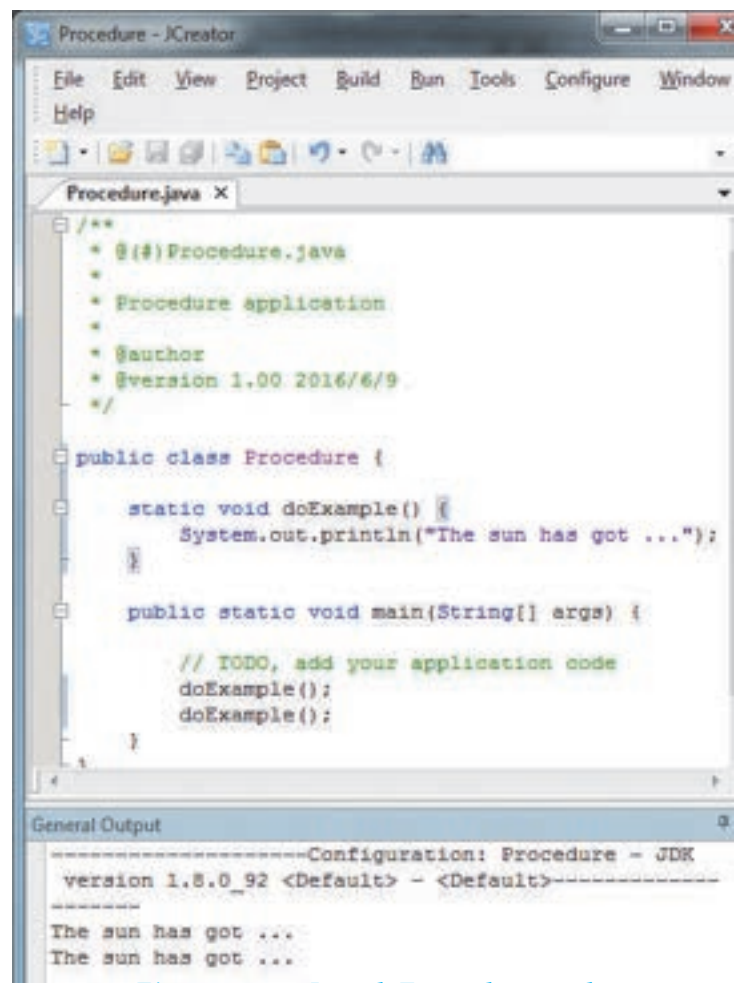 Procedure - JCreator
File Edit View Project Build Run Tools Configure Window
Help
Procedure.java X
/**
* @(#)Procedure.java
*
* Procedure application
*
* @author
* @version 1.00 2016/6/9
*/
public class Procedure {
static void doExample() {
System.out.println("The sun has got ...");
}
public static void main(String[] args) {
// TODO, add your application code
doExample();
doExample();
}
}
General Output
--------------------Configuration: Procedure - JDK
version 1.8.0_92 <Default> - <Default>-------------
-------
The sun has got ...
The sun has got ...